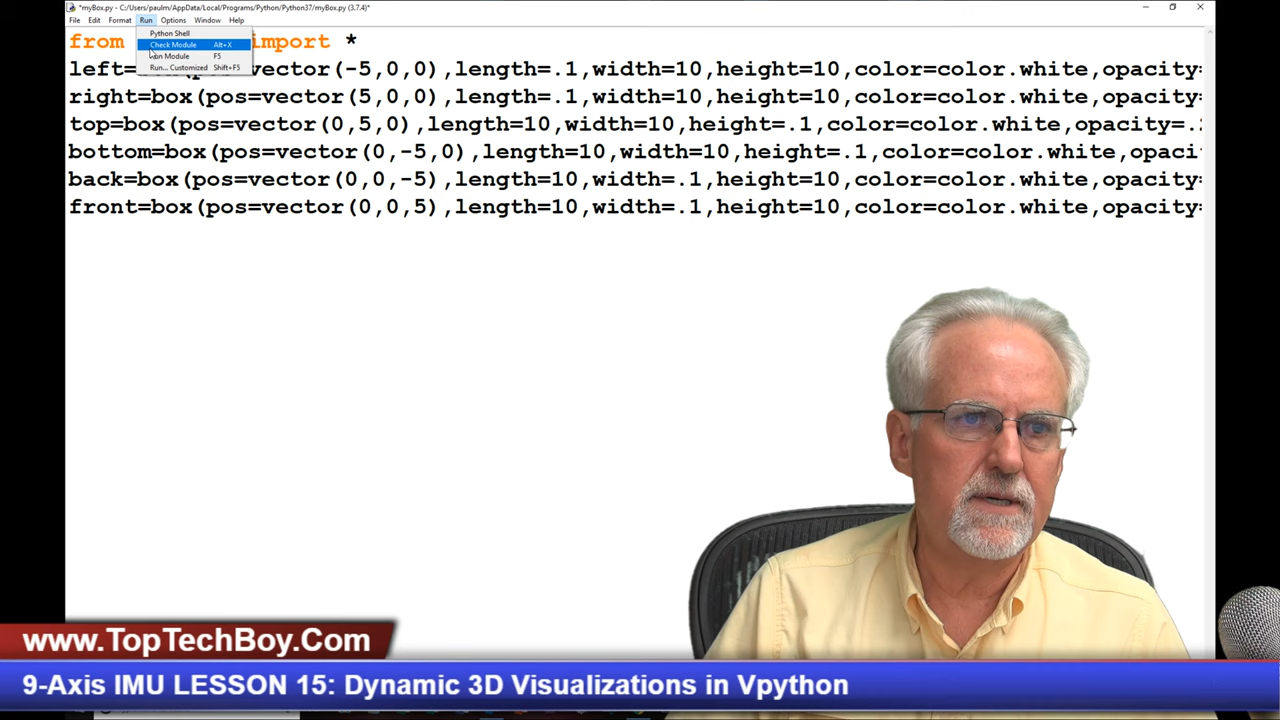 *myBox.py - C:/Users/paulm/AppData/Local/Programs/Python/Python37/myBox.py (3.7.4)*
File Edit Format Run Options Window Help
Python Shell
Check Module Alt+X
Run Module F5
Run... Customized Shift+F5
from import *
left= (pos=vector(-5,0,0),length=.1,width=10,height=10,color=color.white,opacity=
right=box(pos=vector(5,0,0),length=.1,width=10,height=10,color=color.white,opacity=
top=box(pos=vector(0,5,0),length=10,width=10,height=.1,color=color.white,opacity=.
bottom=box(pos=vector(0,-5,0),length=10,width=10,height=.1,color=color.white,opaci
back=box(pos=vector(0,0,-5),length=10,width=.1,height=10,color=color.white,opacity=
front=box(pos=vector(0,0,5),length=10,width=.1,height=10,color=color.white,opacity=
www.TopTechBoy.Com
9-Axis IMU LESSON 15: Dynamic 3D Visualizations in Vpython